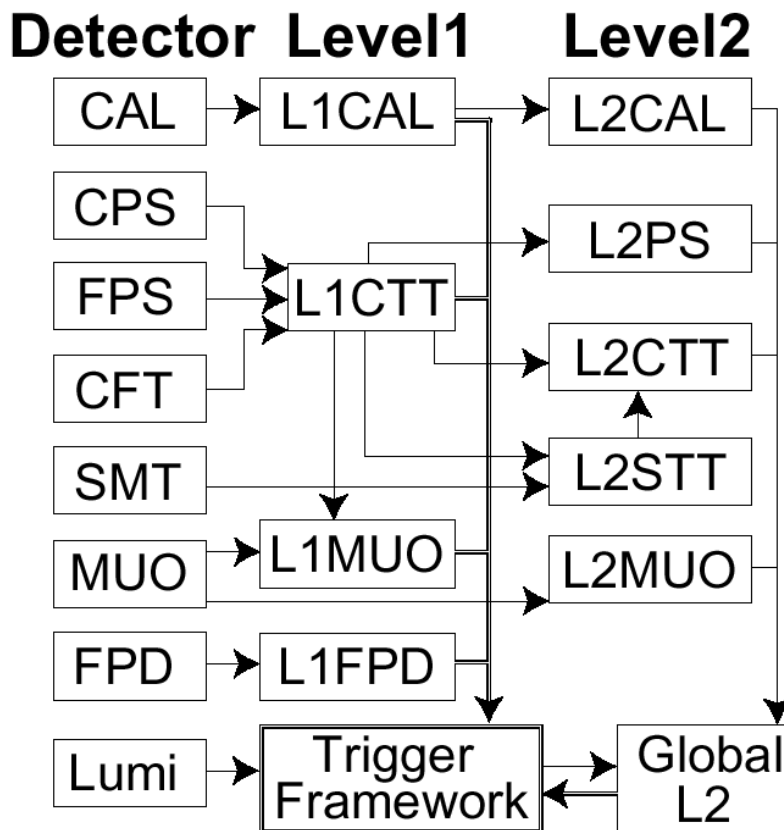 Detector Level1 Level2
CAL L1CAL L2CAL
CPS
L2PS
FPS L1CTT
CFT L2CTT
SMT L2STT
MUO L1MUO L2MUO
FPD L1FPD
Lumi Trigger Global
Framework L2